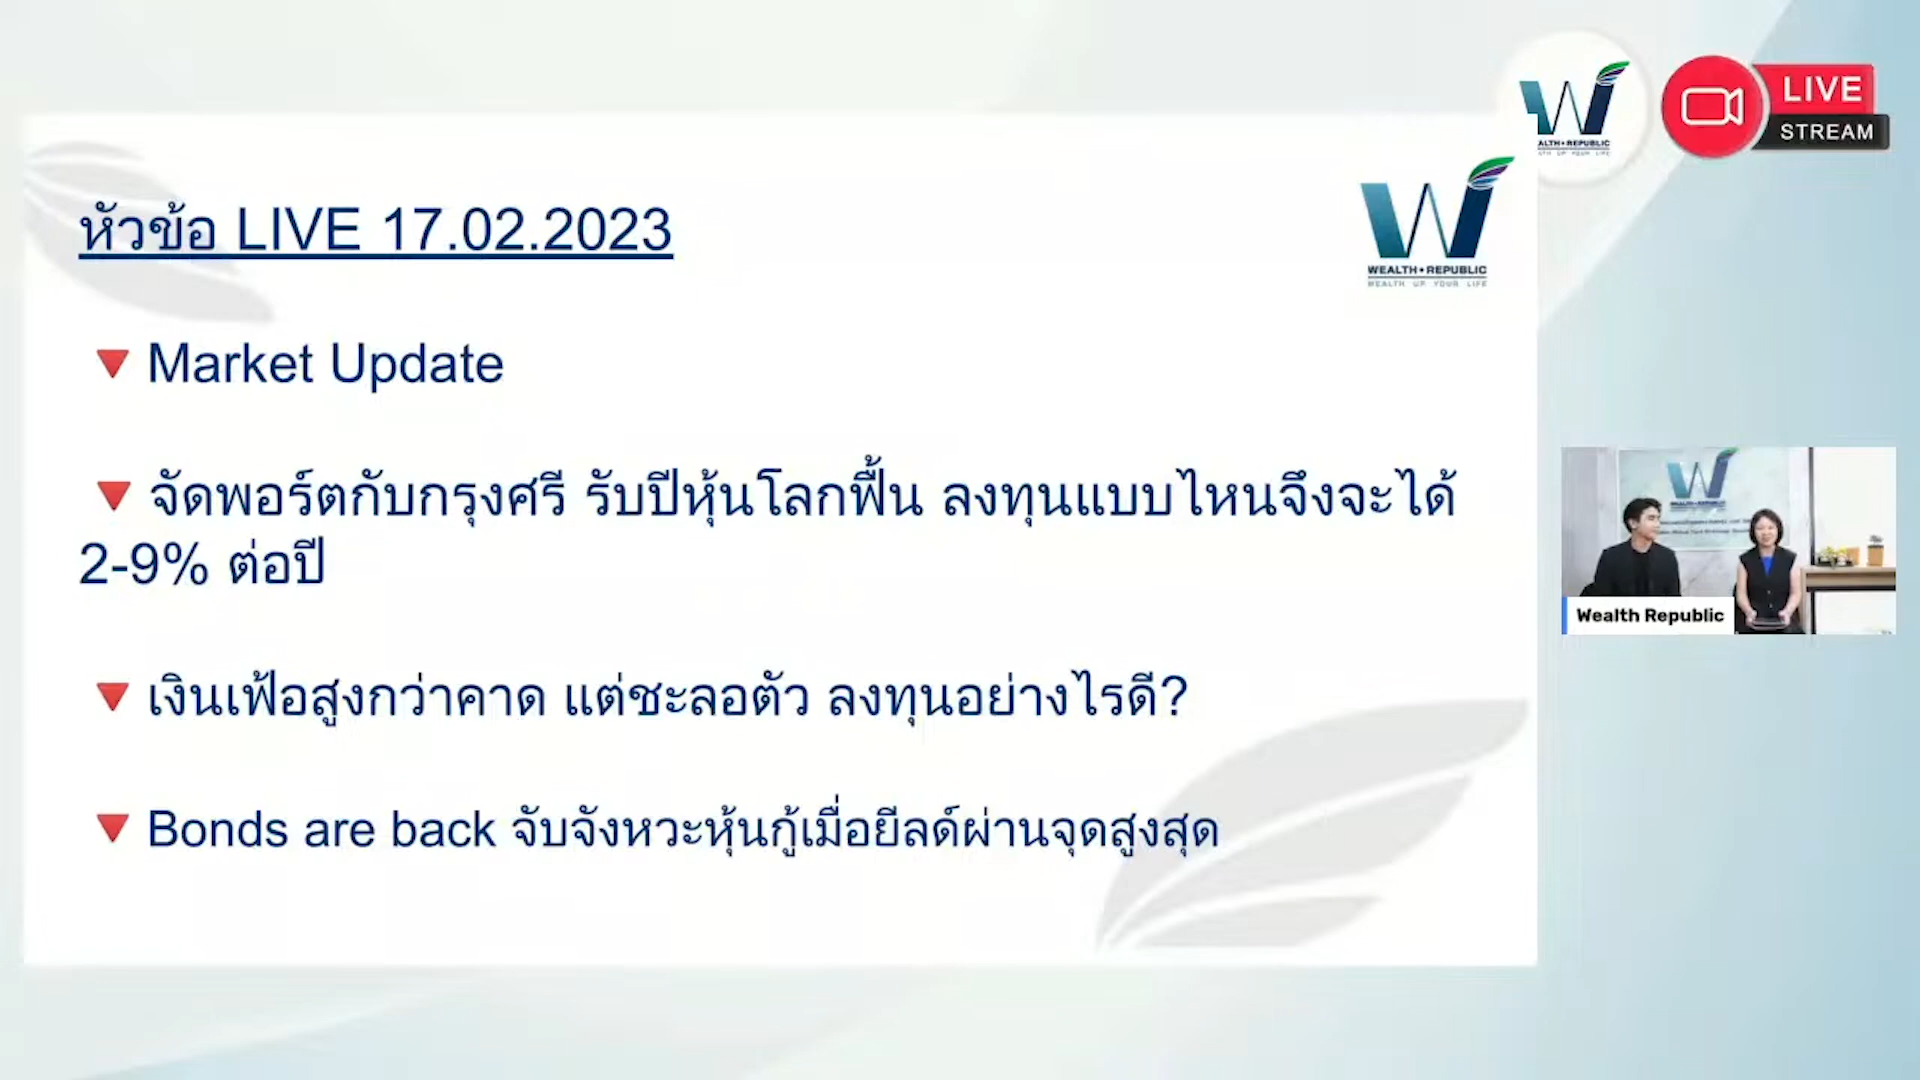 LIVE
STREAM
หัวข้อ LIVE 17.02.2023
WEALTH REPUBLIC
WEALTH UP YOUR LIFE
🔻 Market Update
🔻 จัดพอร์ตกับกรุงศรี รับปีหุ้นโลกฟื้น ลงทุนแบบไหนจึงจะได้
2-9% ต่อปี
🔻 เงินเฟ้อสูงกว่าคาด แต่ชะลอตัว ลงทุนอย่างไรดี?
🔻 Bonds are back จับจังหวะหุ้นกู้เมื่อยีลด์ผ่านจุดสูงสุด
Wealth Republic